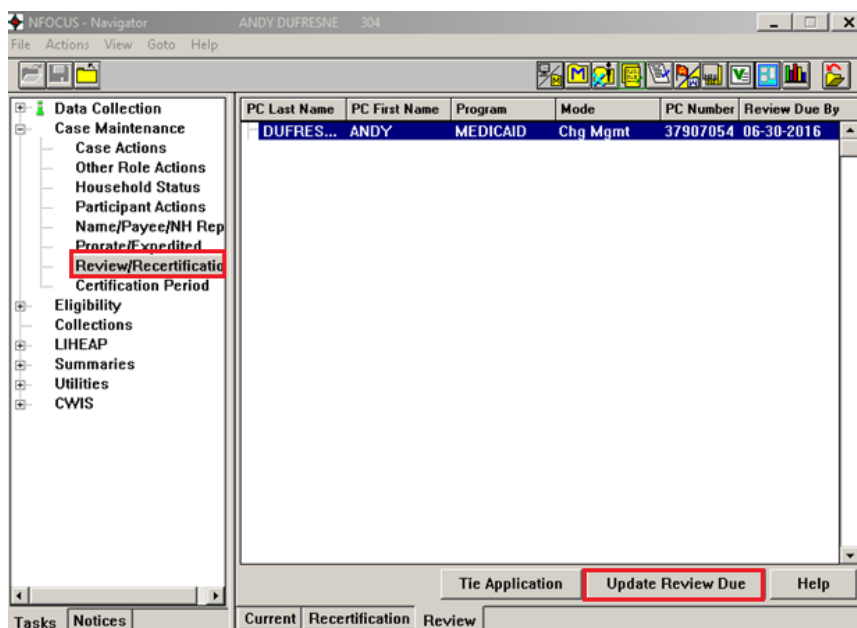 NFOCUS - Navigator ANDY DUFRESNE 304
File Actions View Goto Help
Data Collection
Case Maintenance
Case Actions
Other Role Actions
Household Status
Participant Actions
Name/Payee/NH Rep
Prorate/Expedited
Review/Recertificatio
Certification Period
Eligibility
Collections
LIHEAP
Summaries
Utilities
CWIS
PC Last Name PC First Name Program Mode PC Number Review Due By
DUFRES... ANDY MEDICAID Chg Mgmt 37907054 06-30-2016
Tie Application Update Review Due Help
Tasks Notices
Current Recertification Review